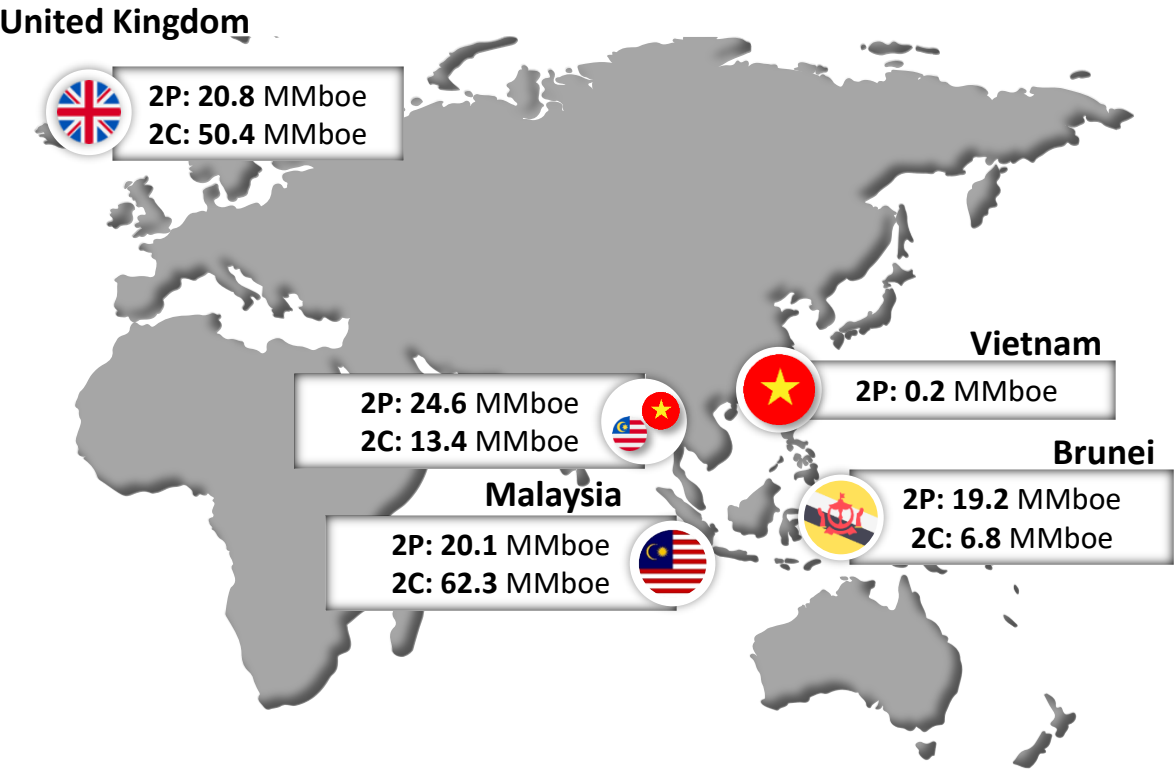 United Kingdom
2P: 20.8 MMboe
2C: 50.4 MMboe
Vietnam
2P: 0.2 MMboe
2P: 24.6 MMboe
2C: 13.4 MMboe
Brunei
2P: 19.2 MMboe
2C: 6.8 MMboe
Malaysia
2P: 20.1 MMboe
2C: 62.3 MMboe